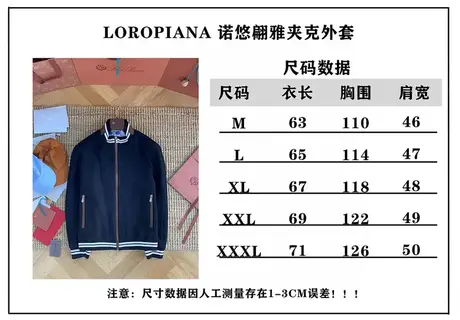 LOROPIANA 诺悠翩雅夹克外套
尺码数据
尺码 衣长 胸围 肩宽
M 63 110 46
L 65 114 47
XL 67 118 48
XXL 69 122 49
XXXL 71 126 50
注意：尺寸数据因人工测量存在1-3CM误差！！！